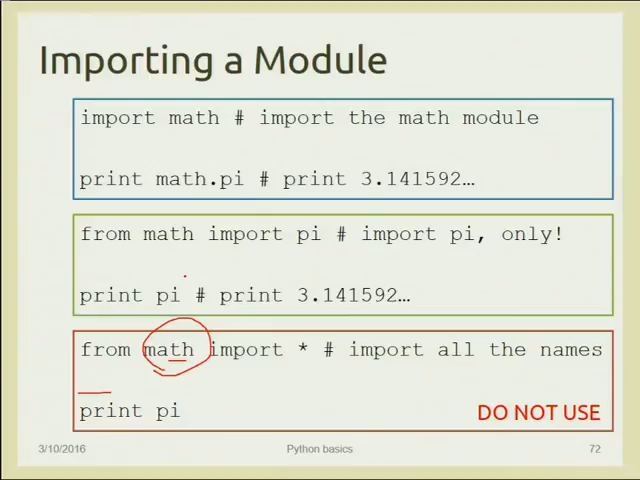 Importing a Module
import math # import the math module
print math.pi # print 3.141592…
from math import pi # import pi, only!
print pi # print 3.141592…
from math import * # import all the names
print pi
DO NOT USE
3/10/2016
Python basics
72